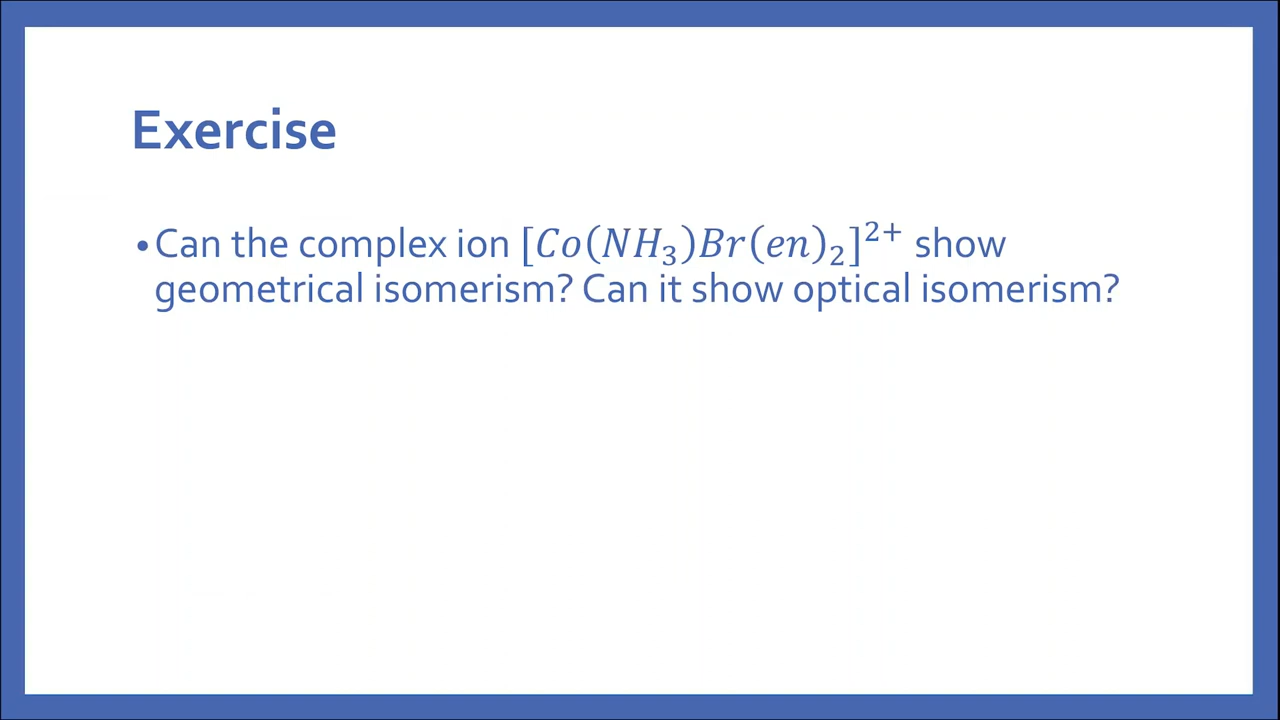 Exercise
•Can the complex ion [Co(NH₃)Br(en)₂]²⁺ show
geometrical isomerism? Can it show optical isomerism?